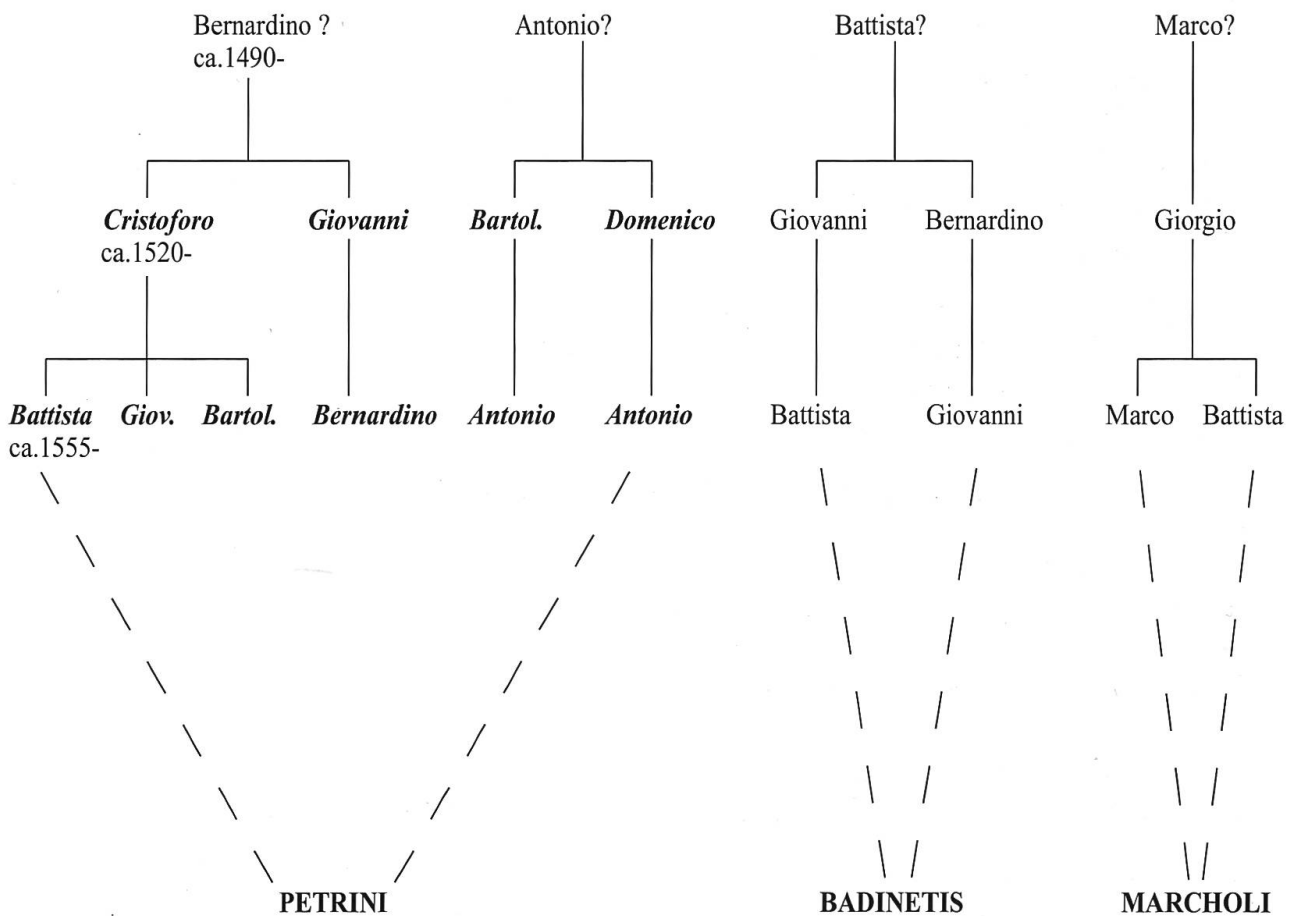 Bernardino ? Antonio? Battista? Marco?
ca.1490-
Cristoforo Giovanni Bartol. Domenico Giovanni Bernardino Giorgio
ca.1520-
Battista Giov. Bartol. Bernardino Antonio Antonio Battista Giovanni Marco Battista
ca.1555-
PETRINI BADINETIS MARCHOLI